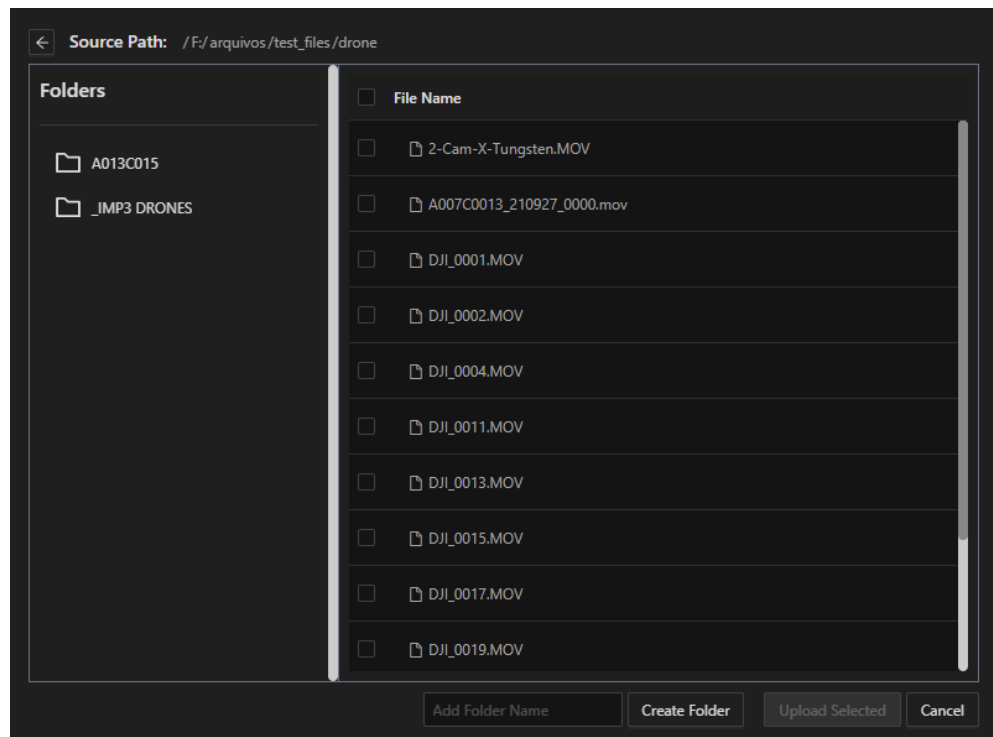 Source Path: /F:/arquivos/test_files/drone
Folders
A013C015
_IMP3 DRONES
File Name
2-Cam-X-Tungsten.MOV
A007C0013_210927_0000.mov
DJI_0001.MOV
DJI_0002.MOV
DJI_0004.MOV
DJI_0011.MOV
DJI_0013.MOV
DJI_0015.MOV
DJI_0017.MOV
DJI_0019.MOV
Add Folder Name Create Folder Upload Selected Cancel